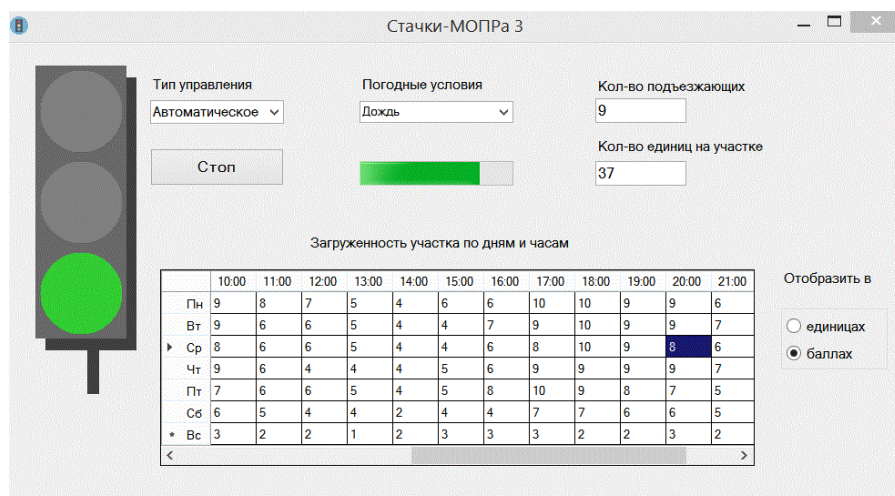 Стачки-МОПРа 3
Тип управления Погодные условия Кол-во подъезжающих
Автоматическое Дождь 9
Кол-во единиц на участке
Стоп 37
Загруженность участка по дням и часам
10:00 11:00 12:00 13:00 14:00 15:00 16:00 17:00 18:00 19:00 20:00 21:00
Отобразить в
Пн 9 8 7 5 4 6 6 10 10 9 9 6
Вт 9 6 6 5 4 4 7 9 10 9 9 7
единицах
Ср 8 6 6 5 4 4 6 8 10 9 8 6
баллах
Чт 9 6 4 4 4 5 6 9 9 9 9 7
Пт 7 6 6 5 4 5 8 10 9 8 7 5
Сб 6 5 4 4 2 4 4 7 7 6 6 5
* Вс 3 2 2 1 2 3 3 3 2 2 3 2